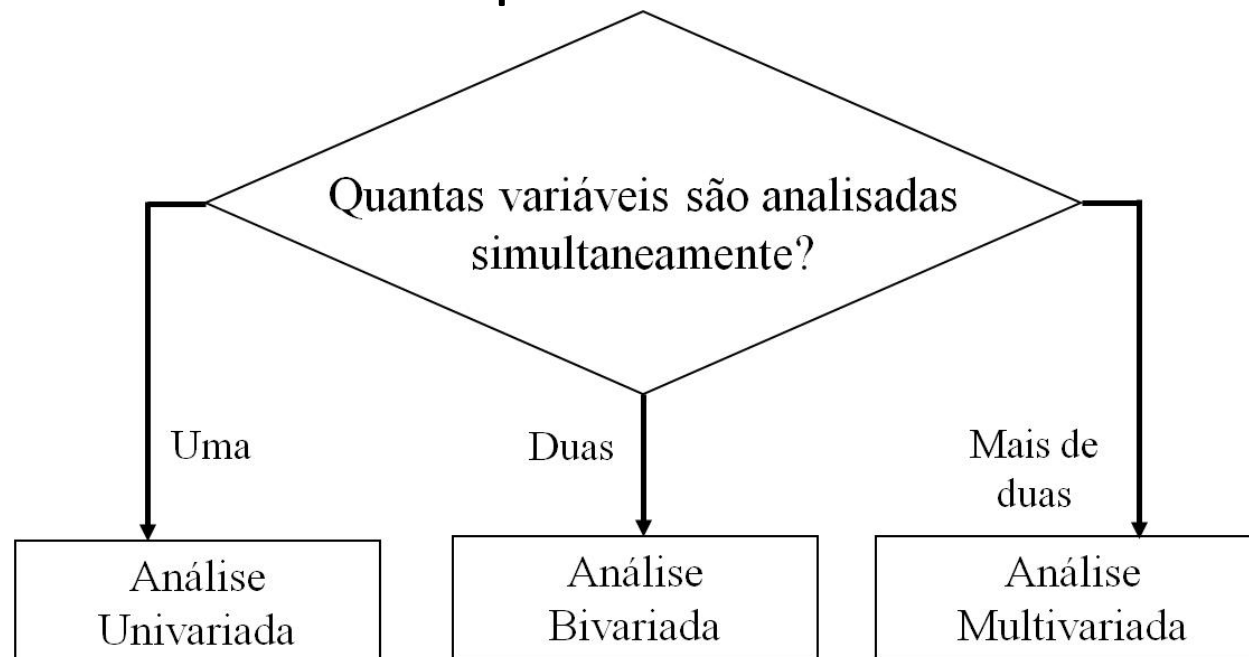 Quantas variáveis são analisadas
simultaneamente?
Uma
Duas
Mais de
duas
Análise
Univariada
Análise
Bivariada
Análise
Multivariada